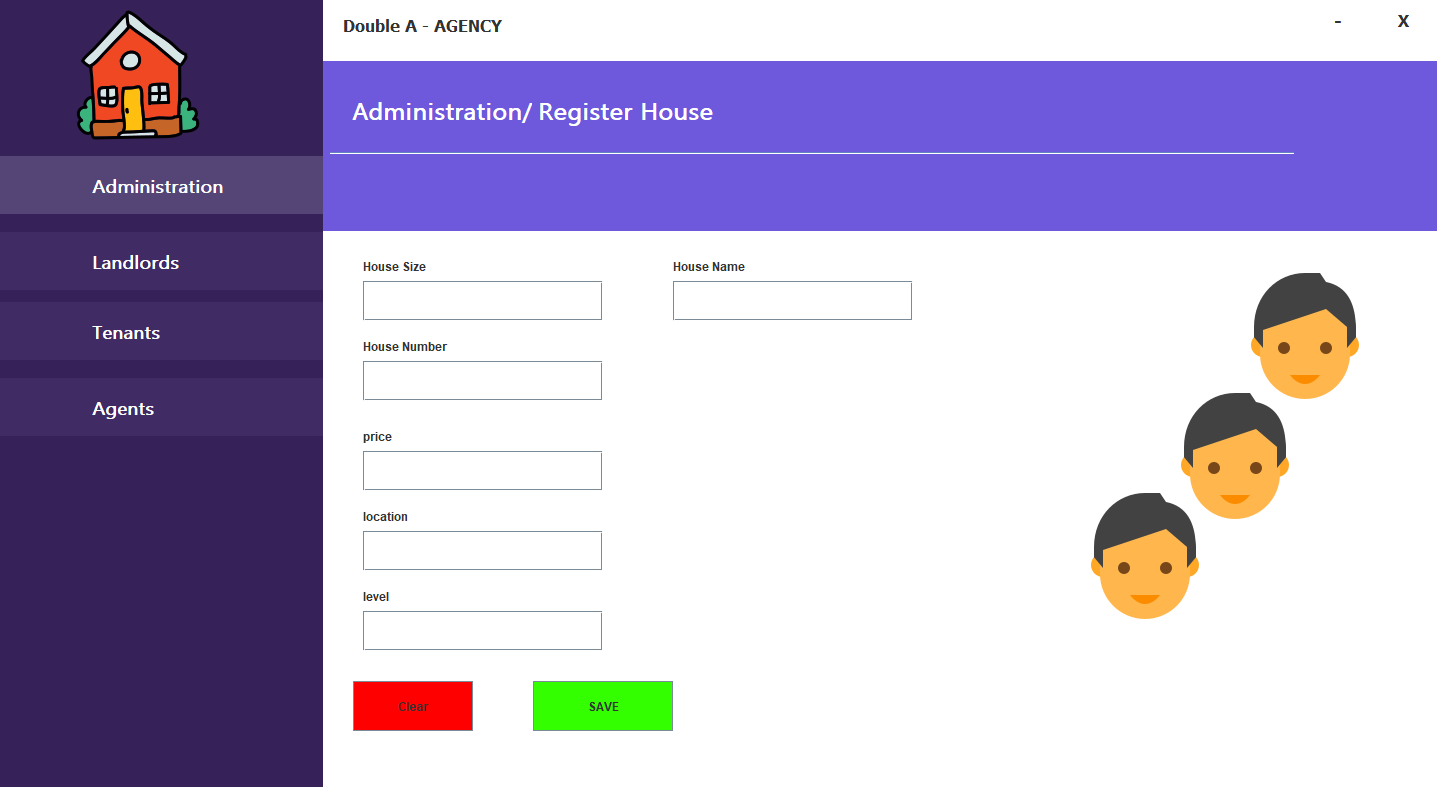 Double A - AGENCY
- X
Administration/ Register House
Administration
Landlords
Tenants
Agents
House Size
House Name
House Number
price
location
level
Clear
SAVE